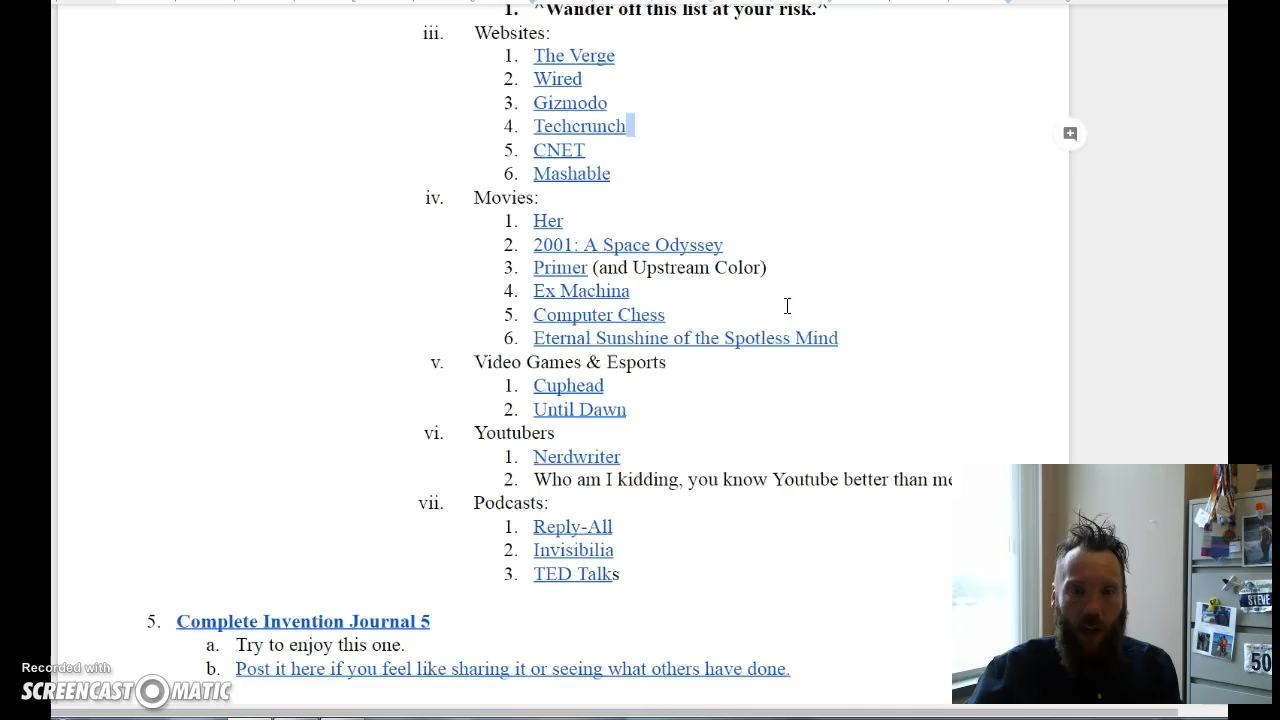 1. ^Wander off this list at your risk.^
iii. Websites:
1. The Verge
2. Wired
3. Gizmodo
4. Techcrunch
5. CNET
6. Mashable
iv. Movies:
1. Her
2. 2001: A Space Odyssey
3. Primer (and Upstream Color)
4. Ex Machina
5. Computer Chess
6. Eternal Sunshine of the Spotless Mind
v. Video Games & Esports
1. Cuphead
2. Until Dawn
vi. Youtubers
1. Nerdwriter
2. Who am I kidding, you know Youtube better than me
vii. Podcasts:
1. Reply-All
2. Invisibilia
3. TED Talks
5. Complete Invention Journal 5
a. Try to enjoy this one.
b. Post it here if you feel like sharing it or seeing what others have done.
Recorded with
SCREENCAST MATIC
STEVE
50